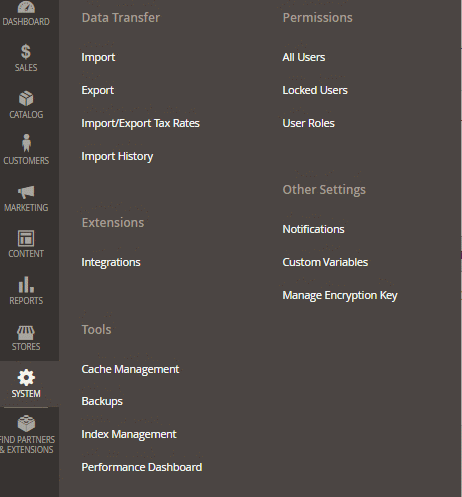 DASHBOARD
SALES
CATALOG
CUSTOMERS
MARKETING
CONTENT
REPORTS
STORES
SYSTEM
FIND PARTNERS
& EXTENSIONS
Data Transfer
Import
Export
Import/Export Tax Rates
Import History
Extensions
Integrations
Tools
Cache Management
Backups
Index Management
Performance Dashboard
Permissions
All Users
Locked Users
User Roles
Other Settings
Notifications
Custom Variables
Manage Encryption Key